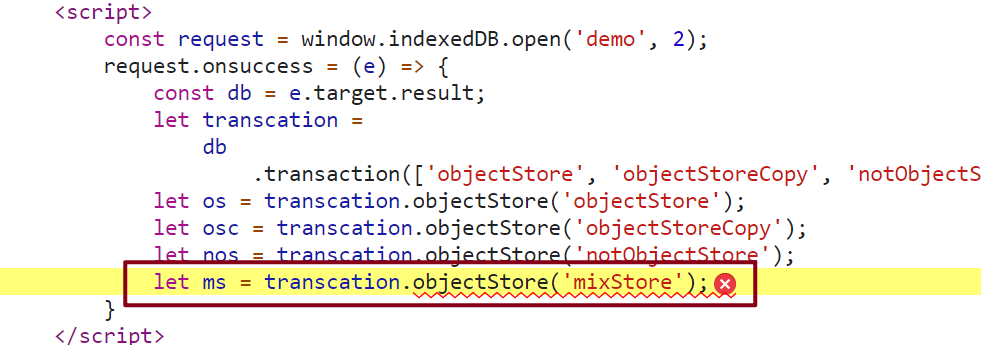 <script>
const request = window.indexedDB.open('demo', 2);
request.onsuccess = (e) => {
const db = e.target.result;
let transcation =
db
.transaction(['objectStore', 'objectStoreCopy', 'notObjectS
let os = transcation.objectStore('objectStore');
let osc = transcation.objectStore('objectStoreCopy');
let nos = transcation.objectStore('notObjectStore');
let ms = transcation.objectStore('mixStore');
}
</script>